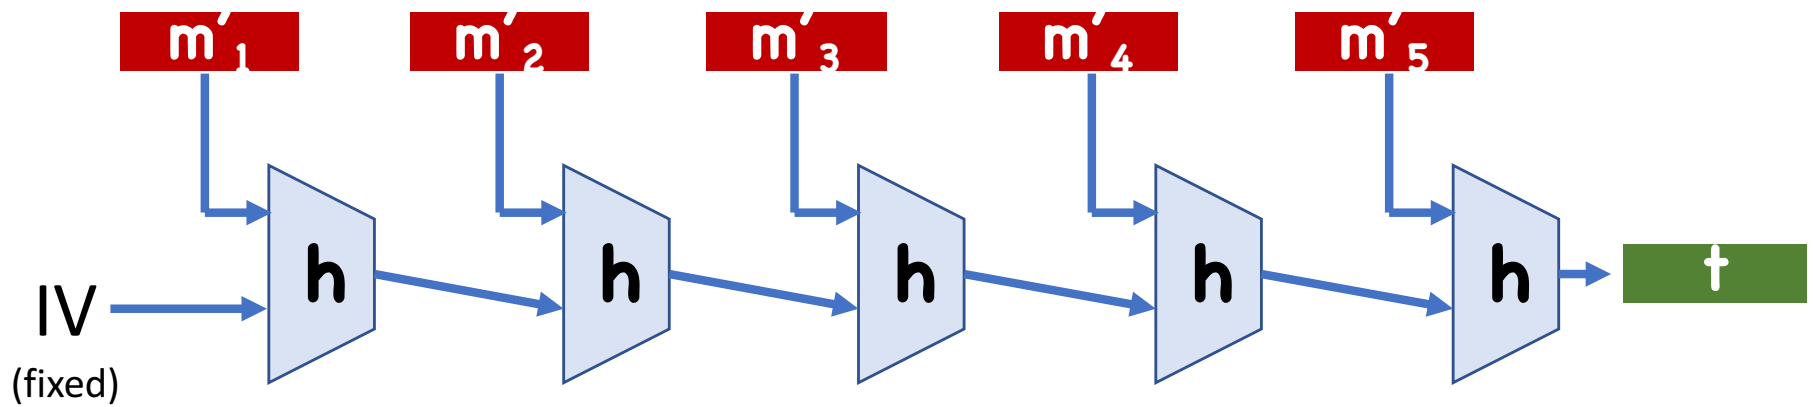 m′₁ m′₂ m′₃ m′₄ m′₅
h h h h h t
IV
(fixed)